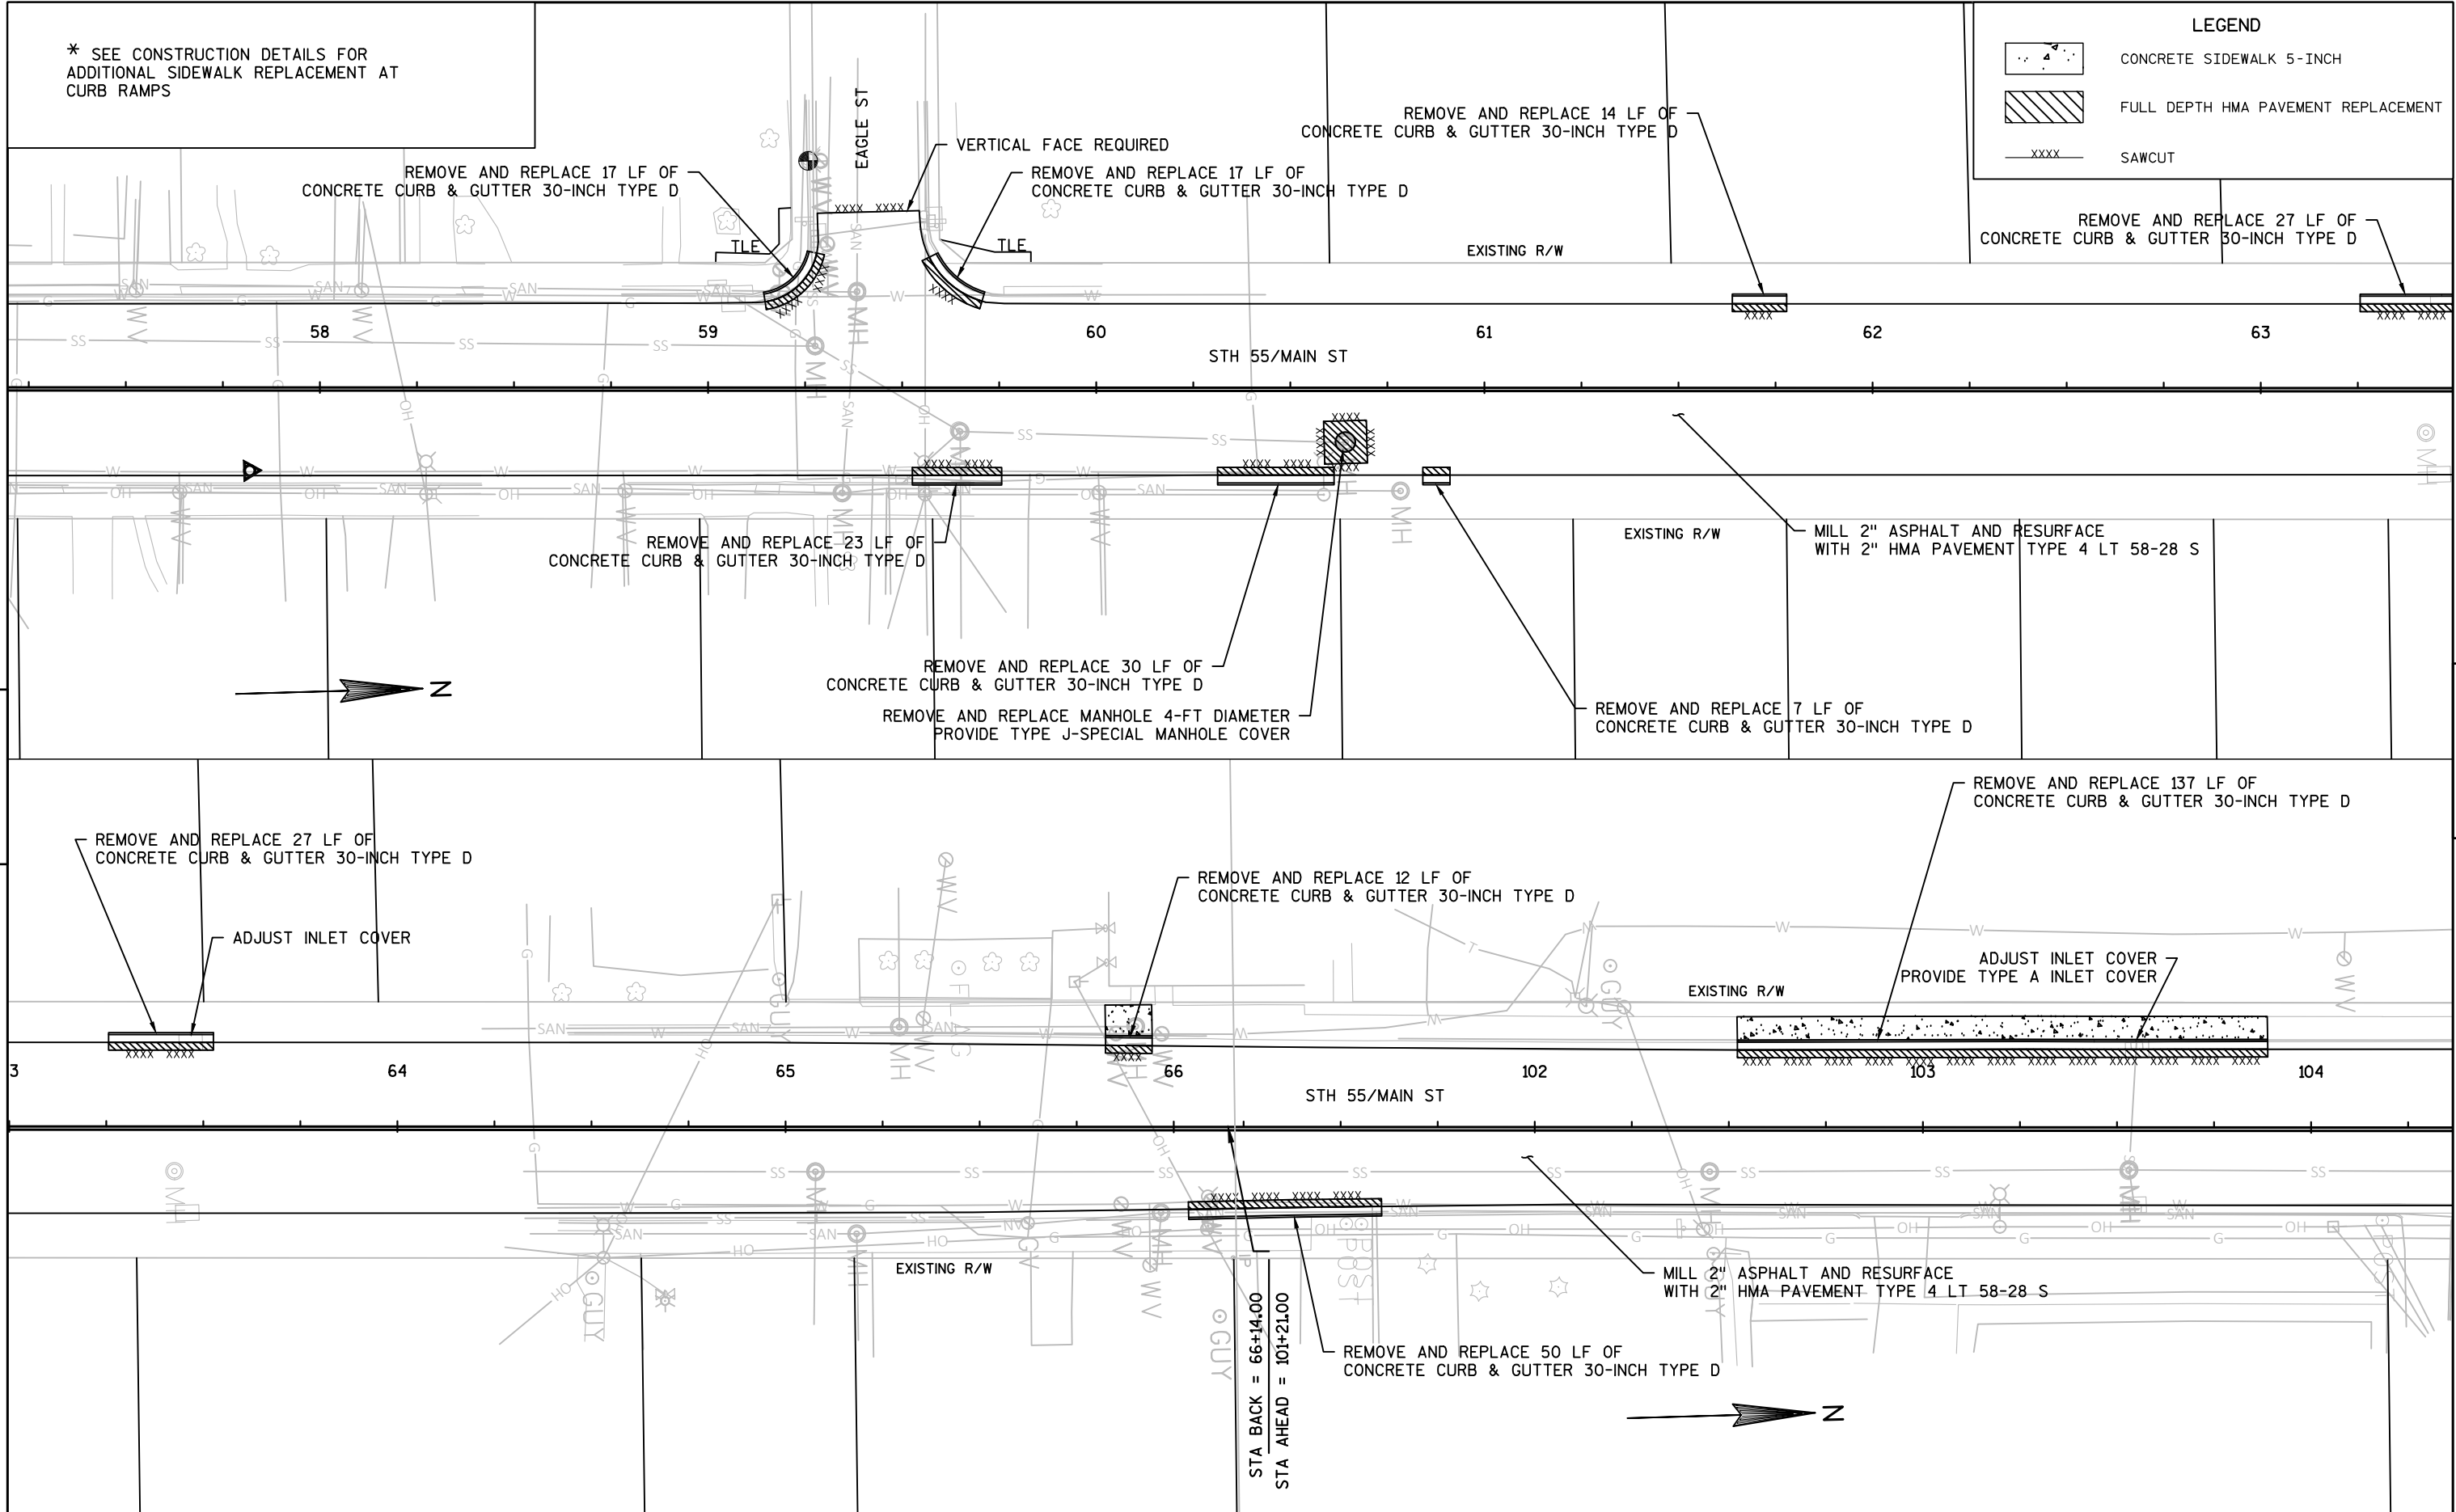 * SEE CONSTRUCTION DETAILS FOR
ADDITIONAL SIDEWALK REPLACEMENT AT
CURB RAMPS
LEGEND
CONCRETE SIDEWALK 5-INCH
FULL DEPTH HMA PAVEMENT REPLACEMENT
XXXX SAWCUT
EAGLE ST
VERTICAL FACE REQUIRED
REMOVE AND REPLACE 17 LF OF
CONCRETE CURB & GUTTER 30-INCH TYPE D
REMOVE AND REPLACE 17 LF OF
CONCRETE CURB & GUTTER 30-INCH TYPE D
REMOVE AND REPLACE 14 LF OF
CONCRETE CURB & GUTTER 30-INCH TYPE D
REMOVE AND REPLACE 27 LF OF
CONCRETE CURB & GUTTER 30-INCH TYPE D
TLE
TLE
EXISTING R/W
58
59
60
61
62
63
STH 55/MAIN ST
REMOVE AND REPLACE 23 LF OF
CONCRETE CURB & GUTTER 30-INCH TYPE D
EXISTING R/W
MILL 2" ASPHALT AND RESURFACE
WITH 2" HMA PAVEMENT TYPE 4 LT 58-28 S
REMOVE AND REPLACE 30 LF OF
CONCRETE CURB & GUTTER 30-INCH TYPE D
REMOVE AND REPLACE MANHOLE 4-FT DIAMETER
PROVIDE TYPE J-SPECIAL MANHOLE COVER
REMOVE AND REPLACE 7 LF OF
CONCRETE CURB & GUTTER 30-INCH TYPE D
N
REMOVE AND REPLACE 27 LF OF
CONCRETE CURB & GUTTER 30-INCH TYPE D
ADJUST INLET COVER
REMOVE AND REPLACE 12 LF OF
CONCRETE CURB & GUTTER 30-INCH TYPE D
REMOVE AND REPLACE 137 LF OF
CONCRETE CURB & GUTTER 30-INCH TYPE D
ADJUST INLET COVER
PROVIDE TYPE A INLET COVER
EXISTING R/W
3
64
65
66
102
103
104
STH 55/MAIN ST
EXISTING R/W
MILL 2" ASPHALT AND RESURFACE
WITH 2" HMA PAVEMENT TYPE 4 LT 58-28 S
REMOVE AND REPLACE 50 LF OF
CONCRETE CURB & GUTTER 30-INCH TYPE D
STA BACK = 66+14.00
STA AHEAD = 101+21.00
N